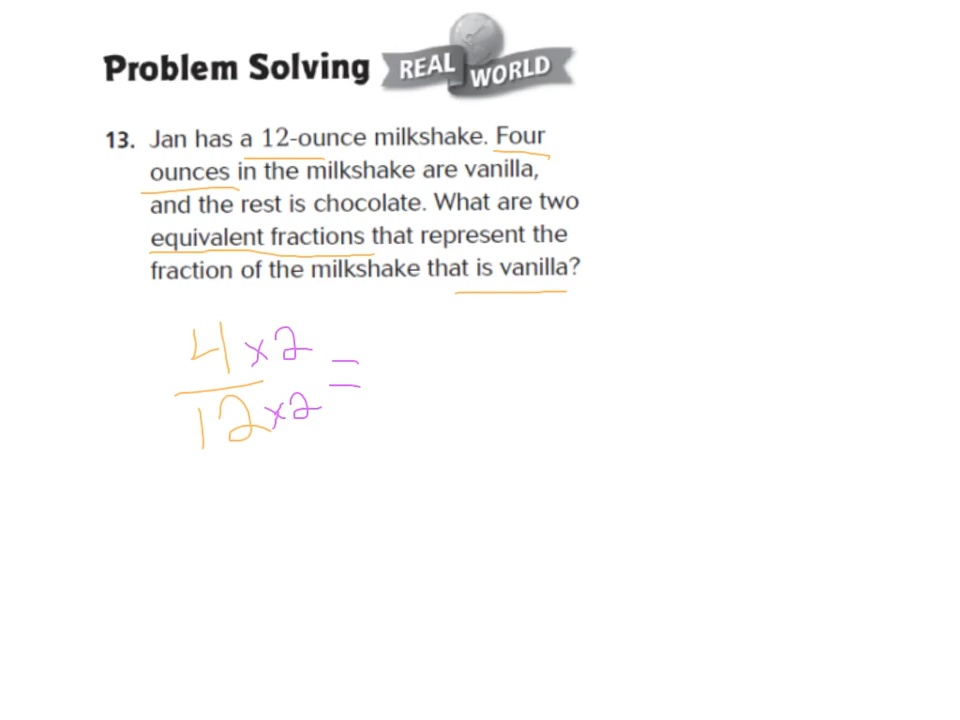 Problem Solving REAL WORLD
13. Jan has a 12-ounce milkshake. Four
ounces in the milkshake are vanilla,
and the rest is chocolate. What are two
equivalent fractions that represent the
fraction of the milkshake that is vanilla?
4 × 2
=
12 × 2